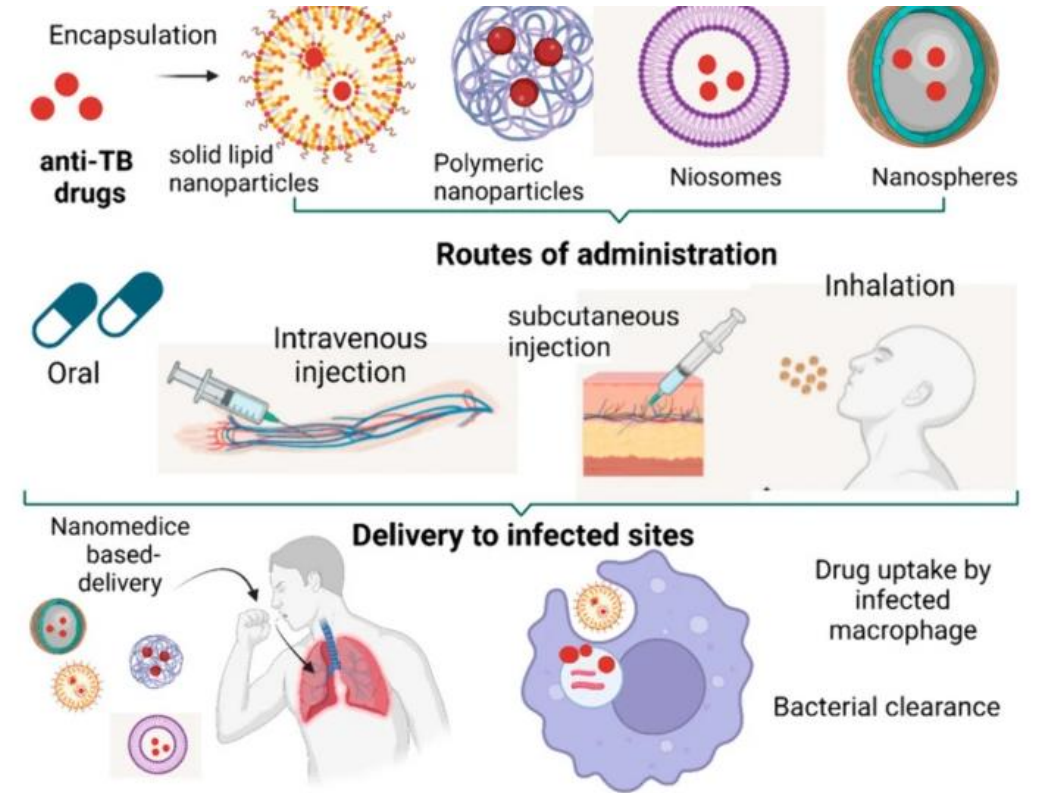 Encapsulation
anti-TB
drugs
solid lipid
nanoparticles
Polymeric
nanoparticles
Niosomes
Nanospheres
Routes of administration
Oral
Intravenous
injection
subcutaneous
injection
Inhalation
Delivery to infected sites
Nanomedice
based-
delivery
Drug uptake by
infected
macrophage
Bacterial clearance